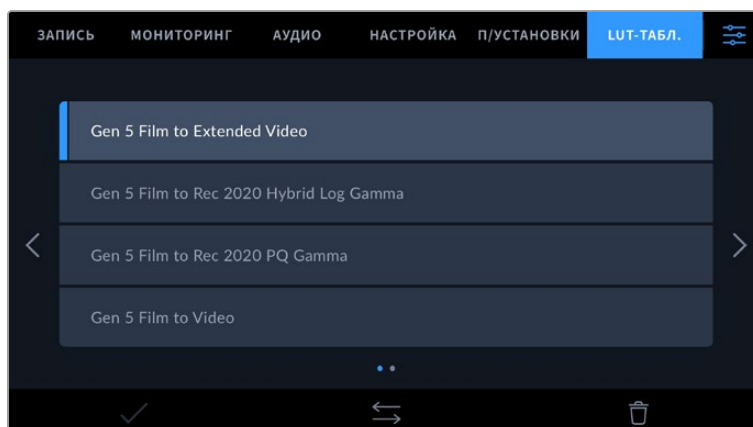 ЗАПИСЬ МОНИТОРИНГ АУДИО НАСТРОЙКА П/УСТАНОВКИ LUT-ТАБЛ.
Gen 5 Film to Extended Video
Gen 5 Film to Rec 2020 Hybrid Log Gamma
Gen 5 Film to Rec 2020 PQ Gamma
Gen 5 Film to Video